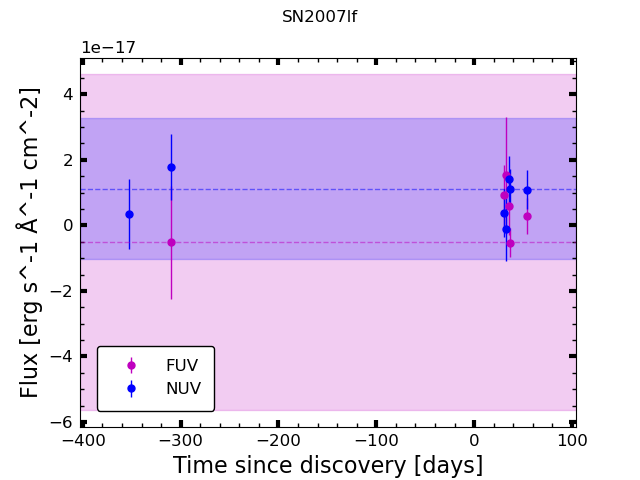 SN2007if
1e−17
Flux [erg s^-1 Å^-1 cm^-2]
4
2
0
−2
−4
−6
FUV
NUV
−400
−300
−200
−100
0
100
Time since discovery [days]